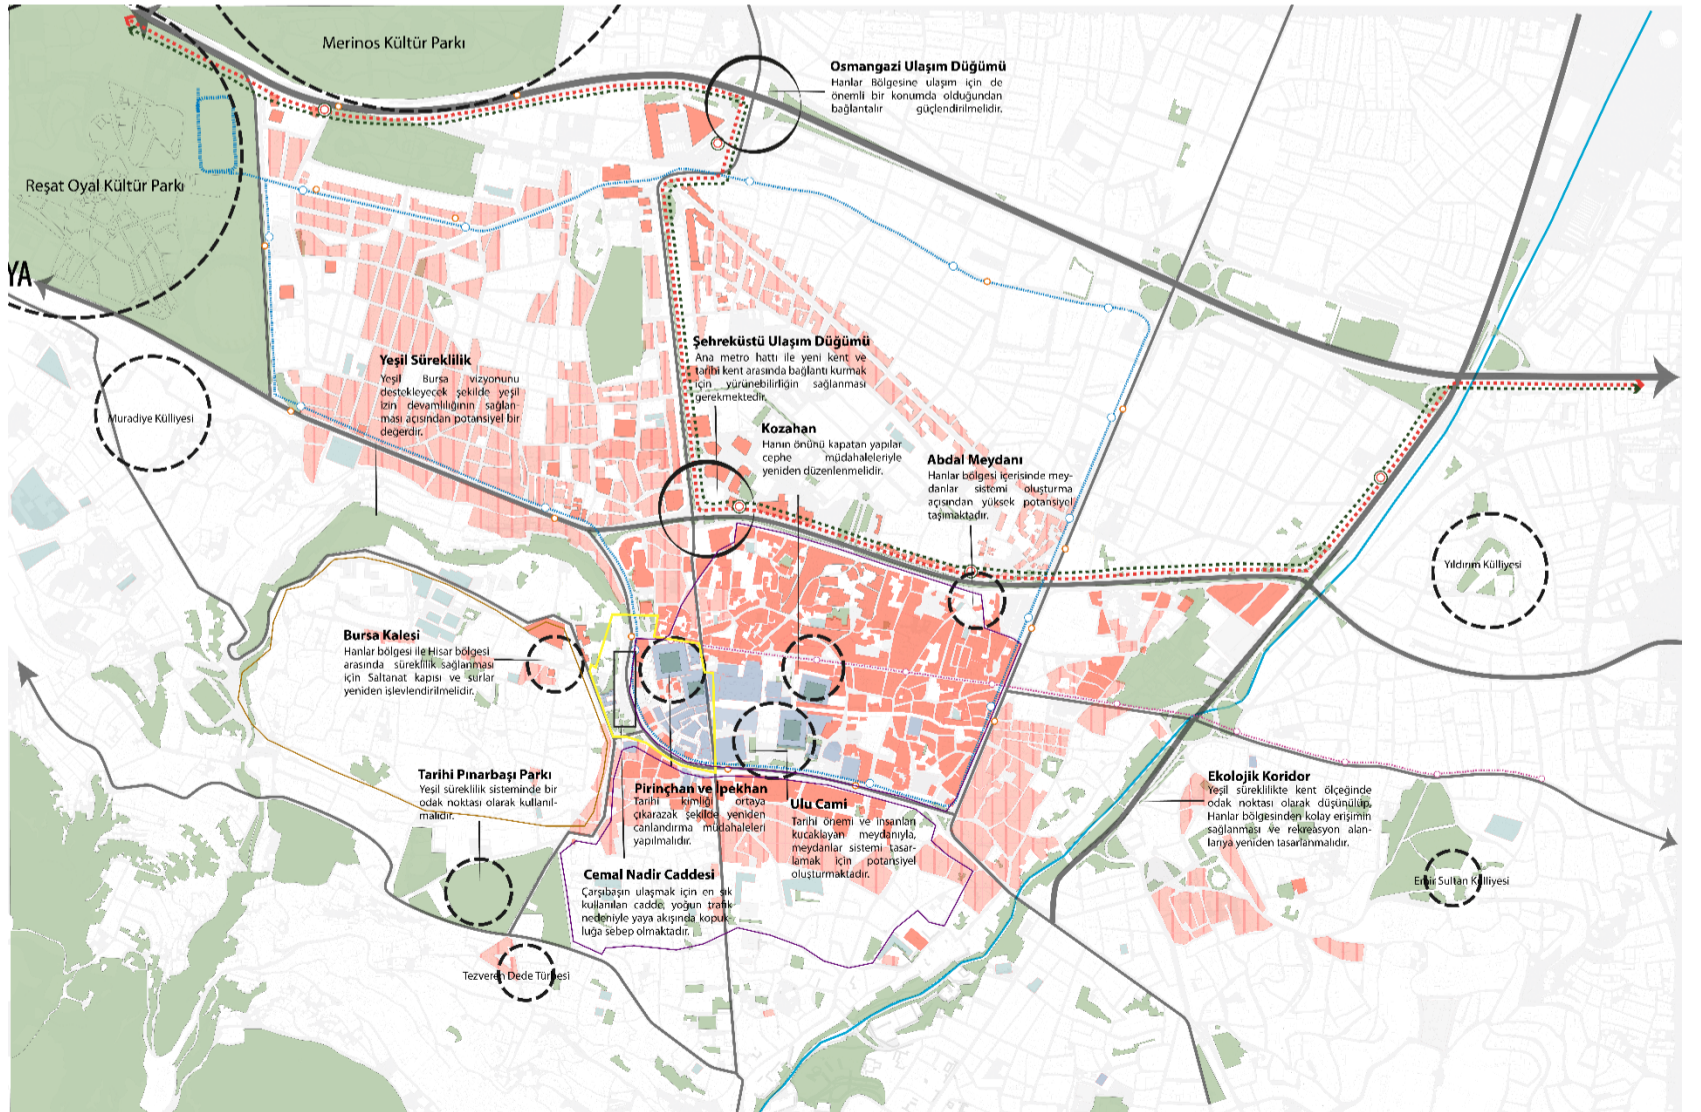 Merinos Kültür Parkı
Osmangazi Ulaşım Düğümü
Hanlar Bölgesine ulaşım için de
önemli bir konumda olduğundan
bağlantalır güçlendirilmelidir.
Reşat Oyal Kültür Parkı
YA
Şehreküstü Ulaşım Düğümü
Ana metro hattı ile yeni kent ve
tarihi kent arasında bağlantı kurmak
için yürünebilirliğin sağlanması
gerekmektedir.
Yeşil Süreklilik
Yeşil Bursa vizyonunu
destekleyecek şekilde yeşil
izin devamlılığının sağlan-
ması açısından potansiyel bir
değerdir.
Muradiye Külliyesi
Kozahan
Hanın önünü kapatan yapılar
cephe müdahaleleriyle
yeniden düzenlenmelidir.
Abdal Meydanı
Hanlar bölgesi içerisinde mey-
danlar sistemi oluşturma
açısından yüksek potansiyel
taşımaktadır.
Yıldırım Külliyesi
Bursa Kalesi
Hanlar bölgesi ile Hisar bölgesi
arasında süreklilik sağlanması
için Saltanat kapısı ve surlar
yeniden işlevlendirilmelidir.
Tarihi Pınarbaşı Parkı
Yeşil süreklilik sisteminde bir
odak noktası olarak kullanıl-
malıdır.
Pirinçhan ve İpekhan
Tarihi kimliği ortaya
çıkarazak şekilde yeniden
canlandırma müdahaleleri
yapılmalıdır.
Ulu Cami
Tarihi önemi ve insanları
kucaklayan meydanıyla,
meydanlar sistemi tasar-
lamak için potansiyel
oluşturmaktadır.
Ekolojik Koridor
Yeşil süreklilikte kent ölçeğinde
odak noktası olarak düşünülüp,
Hanlar bölgesinden kolay erişimin
sağlanması ve rekreasyon alan-
larıya yeniden tasarlanmalıdır.
Cemal Nadir Caddesi
Çarşıbaşın ulaşmak için en sık
kullanılan cadde, yoğun trafik
nedeniyle yaya akışında kopuk-
luğa sebep olmaktadır.
Emir Sultan Külliyesi
Tezveren Dede Türbesi